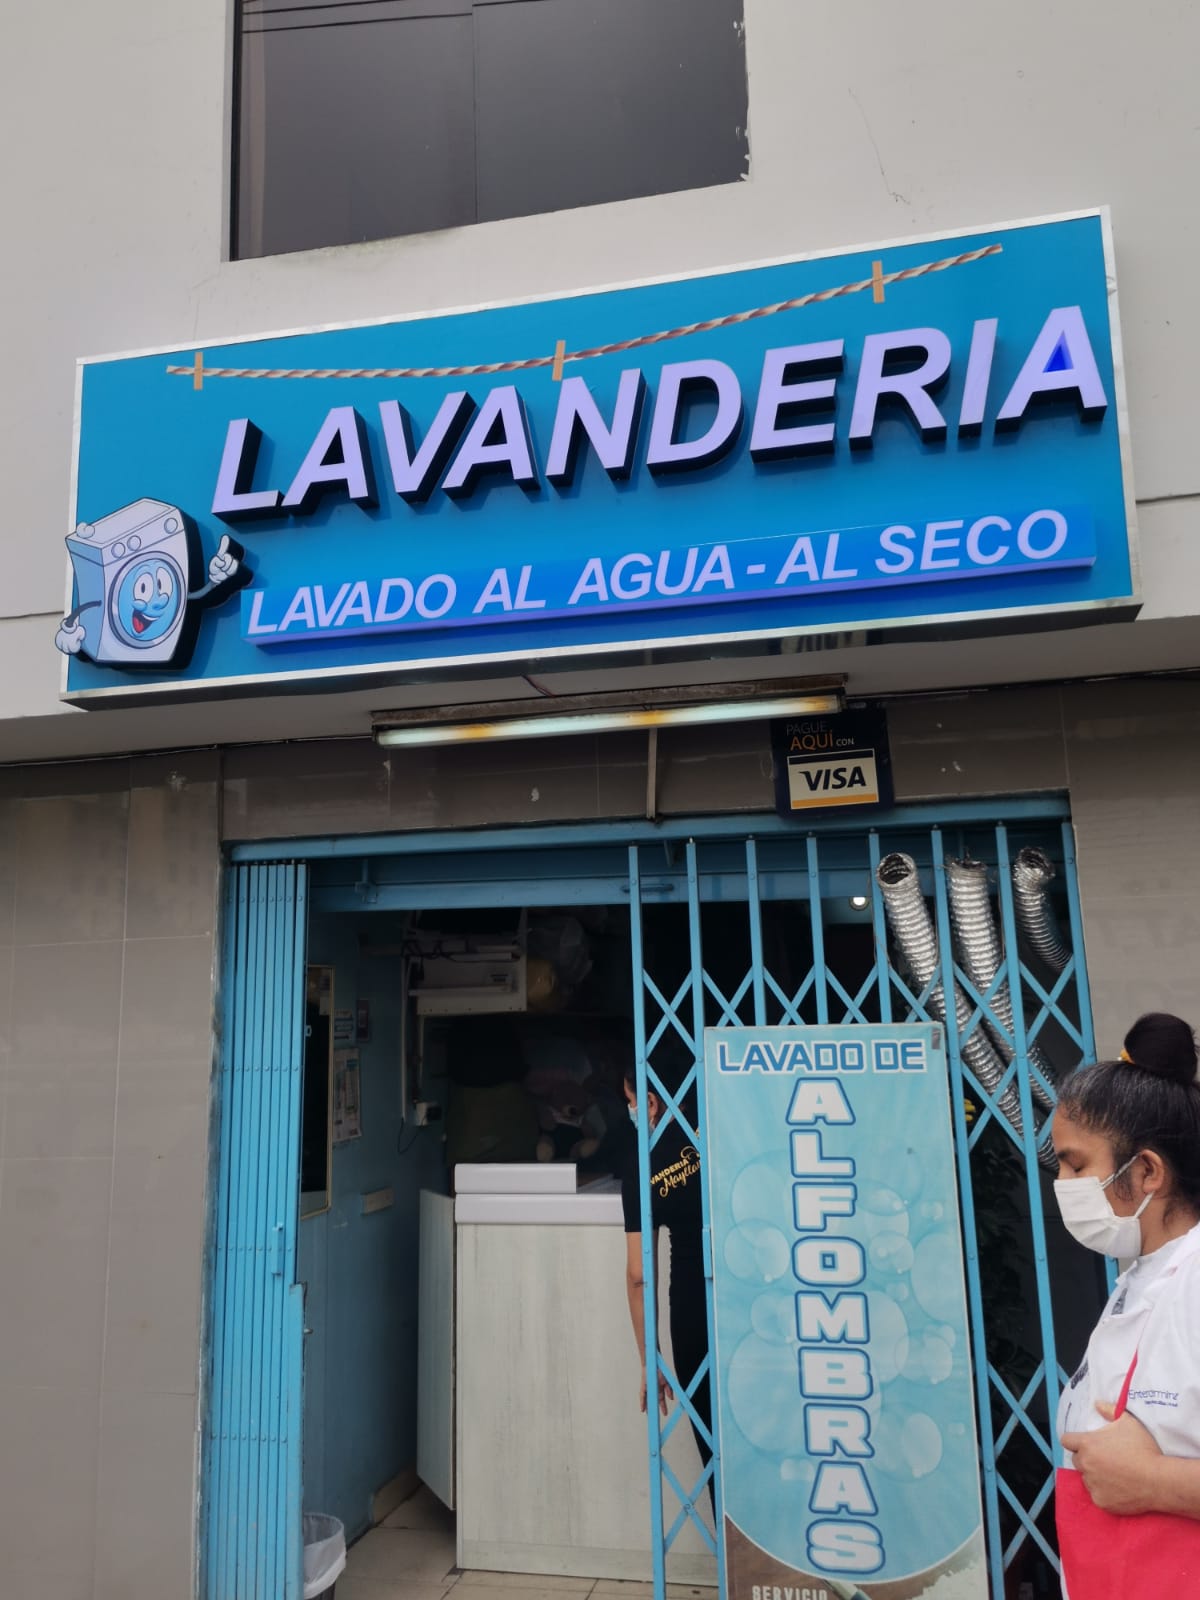 LAVANDERIA
LAVADO AL AGUA - AL SECO
PAGUE
AQUÍ CON
VISA
LAVADO DE
ALFOMBRAS
SERVICIO